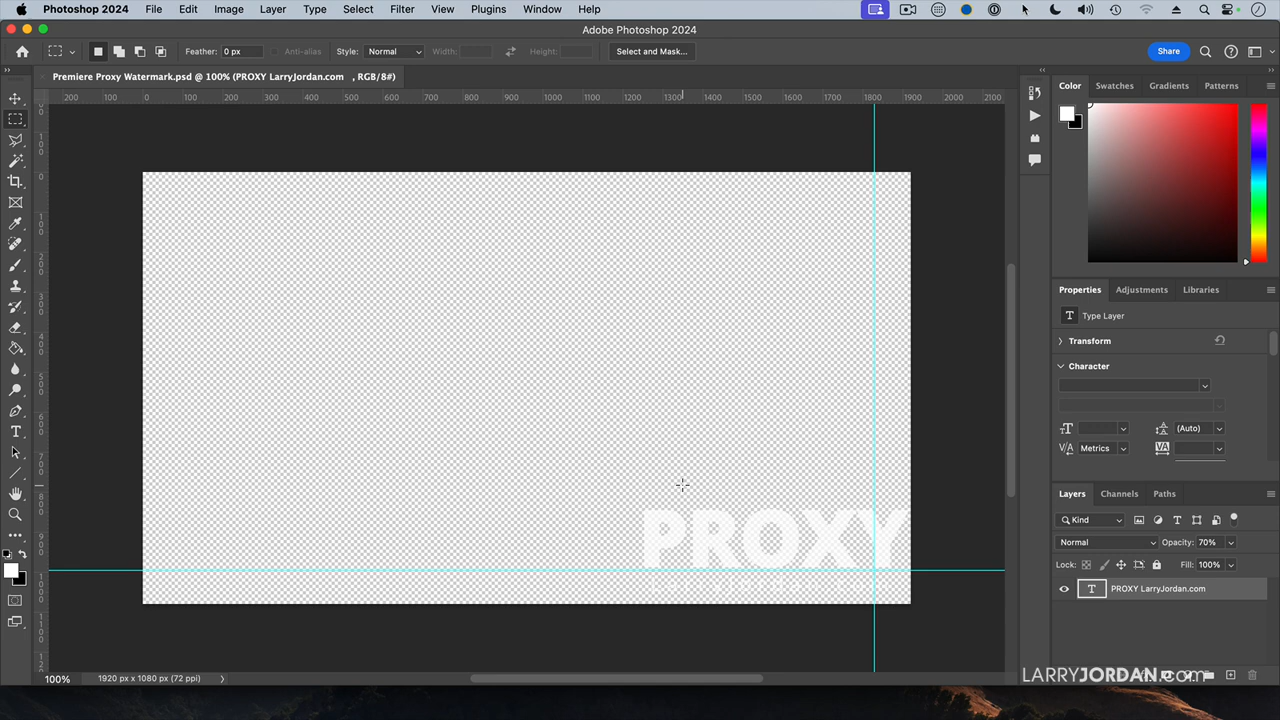 Photoshop 2024 File Edit Image Layer Type Select Filter View Plugins Window Help
Adobe Photoshop 2024
Feather: 0 px Anti-alias Style: Normal Width: Height: Select and Mask... Share
Premiere Proxy Watermark.psd @ 100% (PROXY LarryJordan.com , RGB/8#)
200 100 0 100 200 300 400 500 600 700 800 900 1000 1100 1200 1300 1400 1500 1600 1700 1800 1900 2000 2100
Color Swatches Gradients Patterns
Properties Adjustments Libraries
T Type Layer
Transform
Character
(Auto)
Metrics
Layers Channels Paths
Kind
Normal Opacity: 70%
Lock: Fill: 100%
T PROXY LarryJordan.com
PROXY
LarryJordan.com
100% 1920 px x 1080 px (72 ppi)
LARRYJORDAN.com